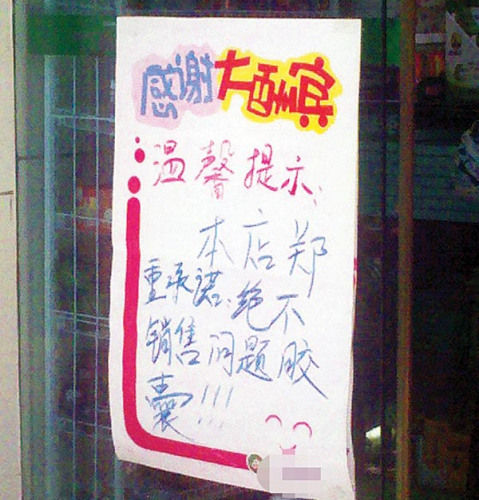 感谢大酬宾
温馨提示:
本店郑
重承诺:绝不
销售问题胶
囊!!!